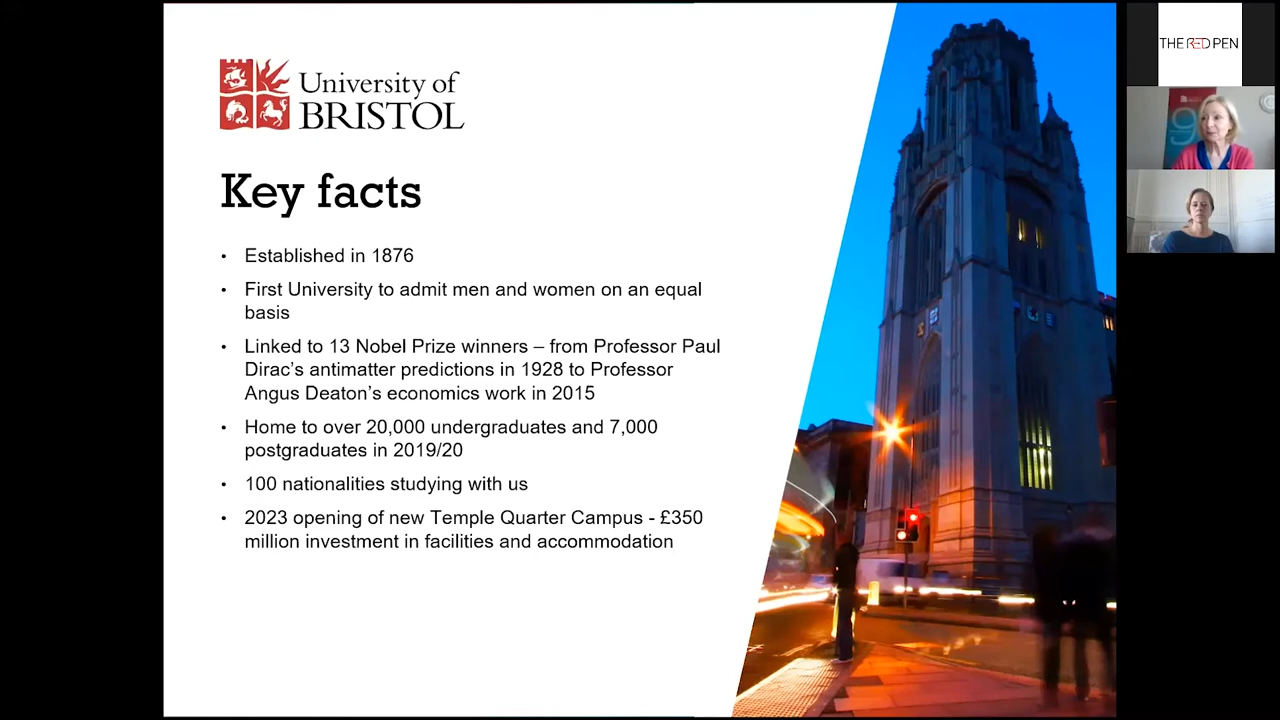 University of
BRISTOL
Key facts
• Established in 1876
• First University to admit men and women on an equal
basis
• Linked to 13 Nobel Prize winners – from Professor Paul
Dirac’s antimatter predictions in 1928 to Professor
Angus Deaton’s economics work in 2015
• Home to over 20,000 undergraduates and 7,000
postgraduates in 2019/20
• 100 nationalities studying with us
• 2023 opening of new Temple Quarter Campus - £350
million investment in facilities and accommodation
THE RED PEN
9